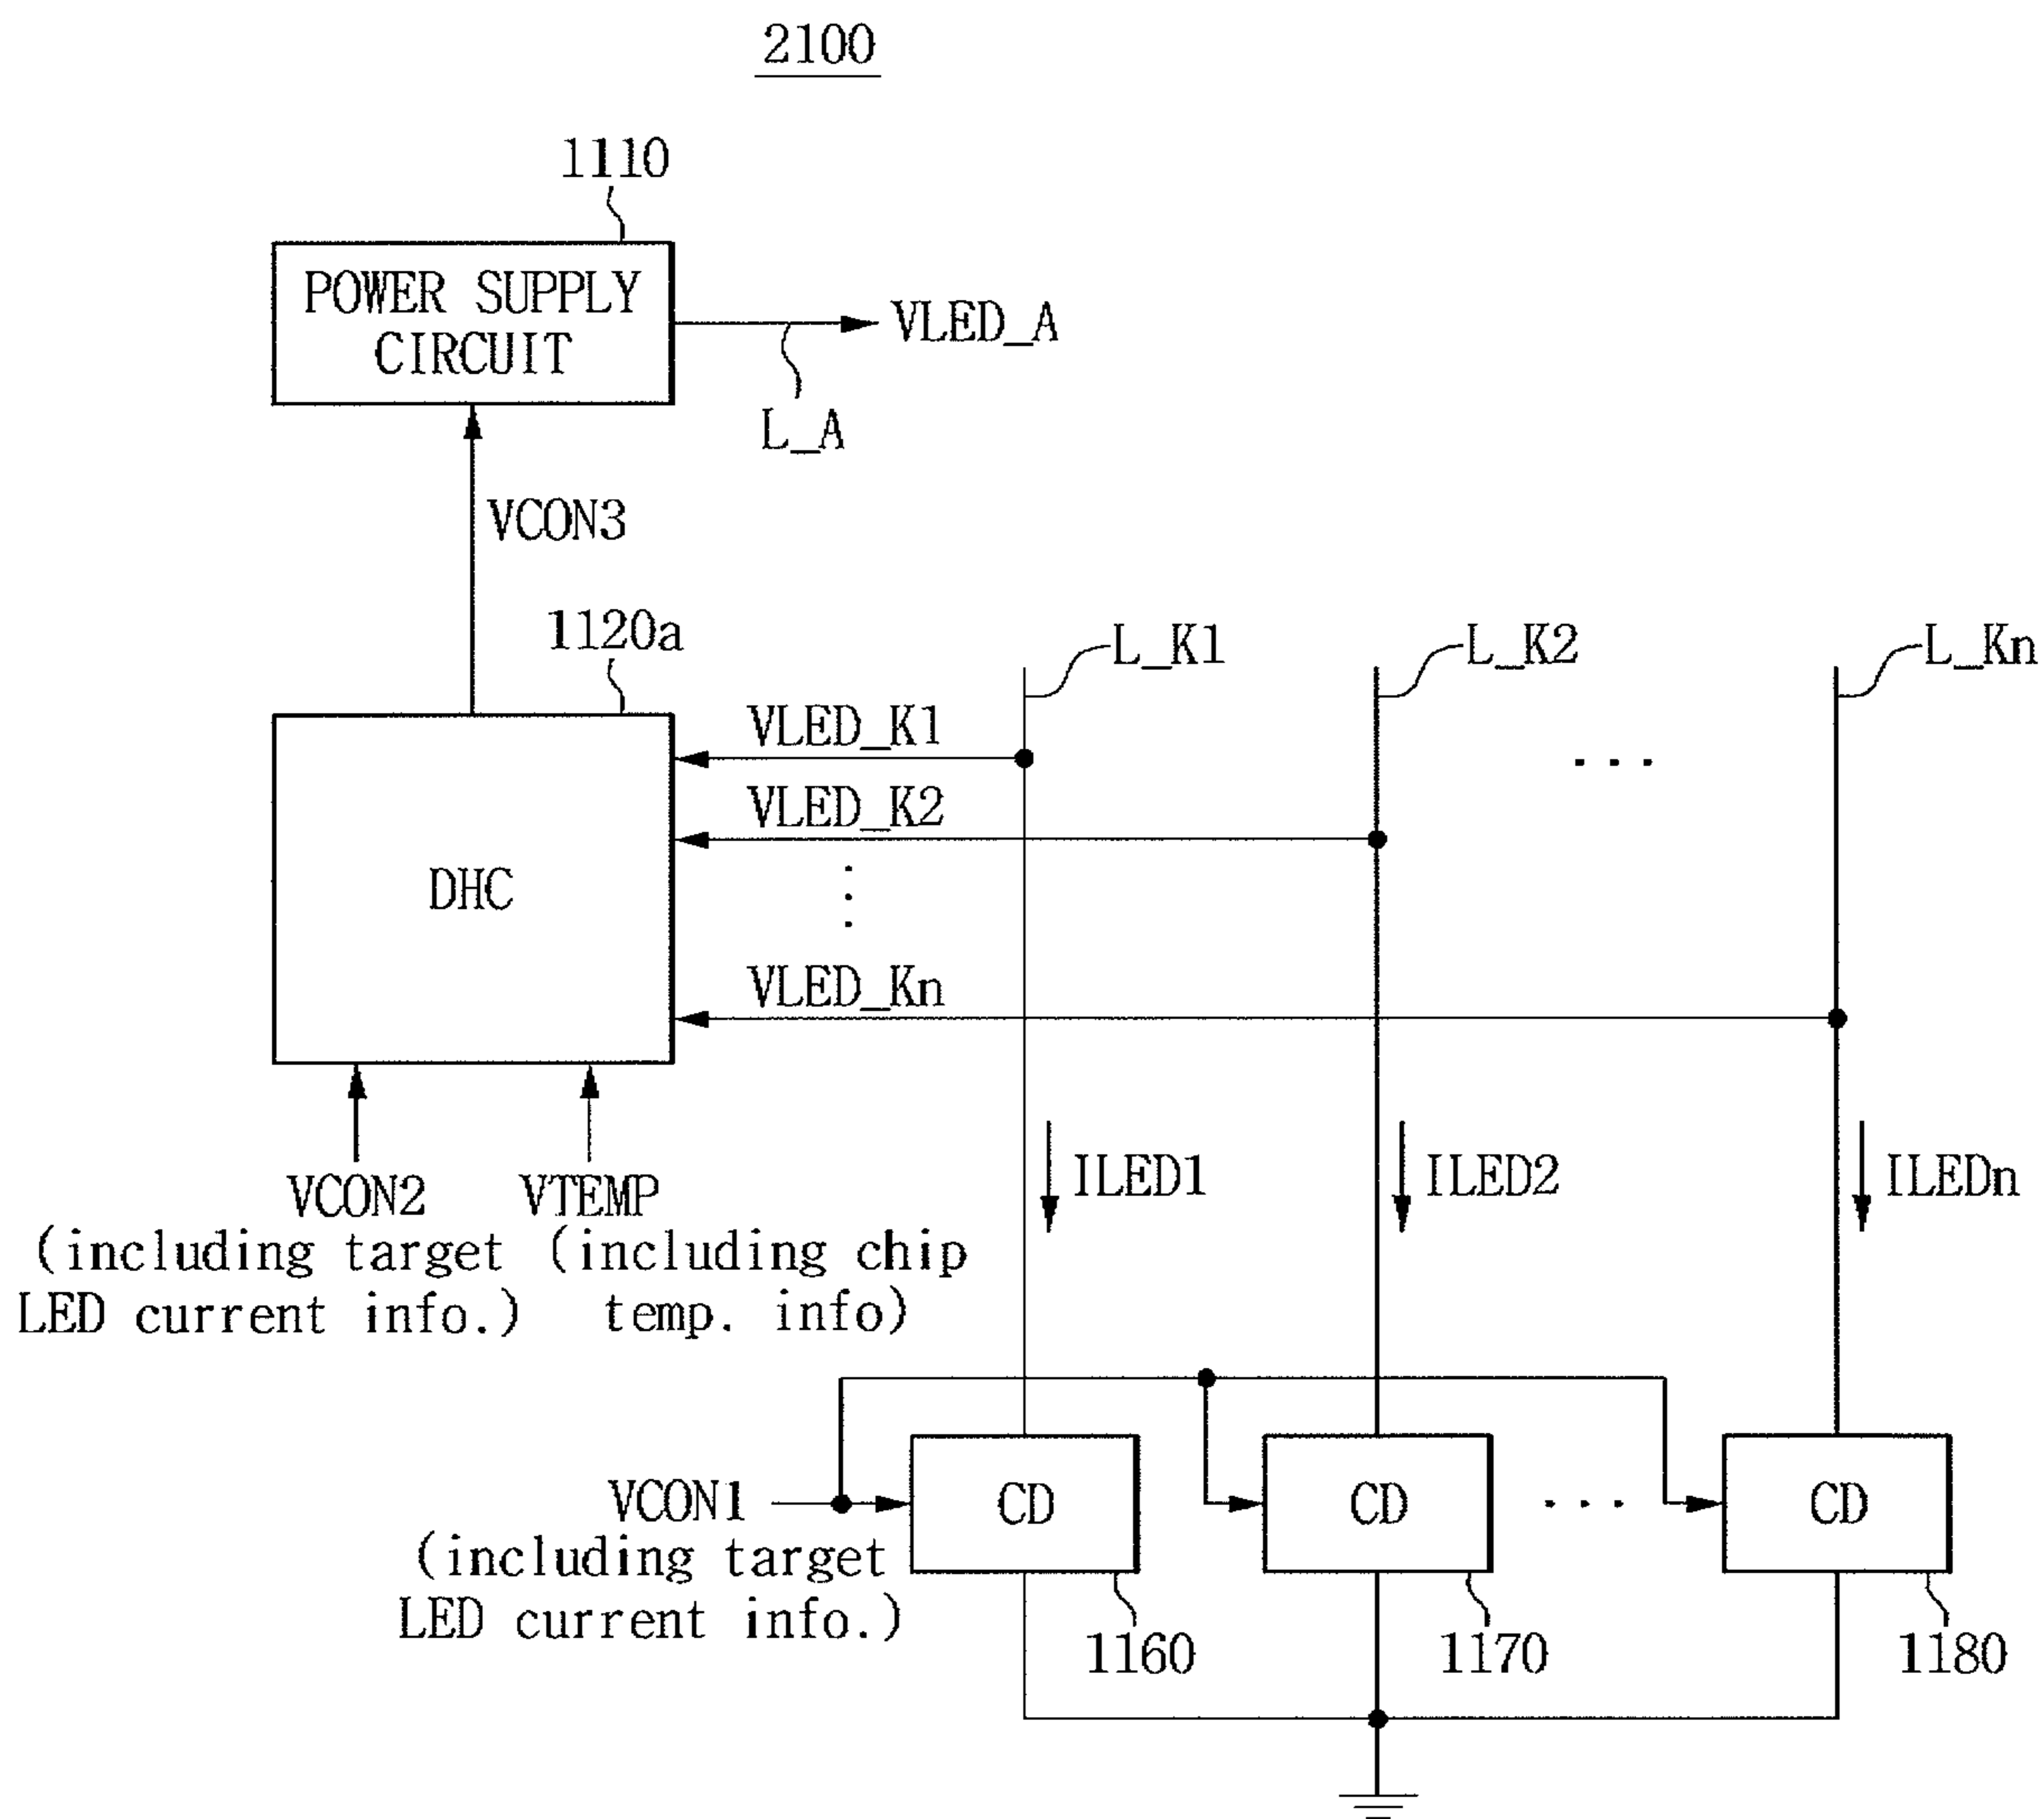 2100
1110
POWER SUPPLY
CIRCUIT
VLED_A
L_A
VCON3
1120a
L_K1
L_K2
L_Kn
VLED_K1
. . .
VLED_K2
DHC
VLED_Kn
VCON2
(including target
LED current info.)
VTEMP
(including chip
temp. info)
ILED1
ILED2
ILEDn
VCON1
(including target
LED current info.)
CD
CD
. . .
CD
1160
1170
1180